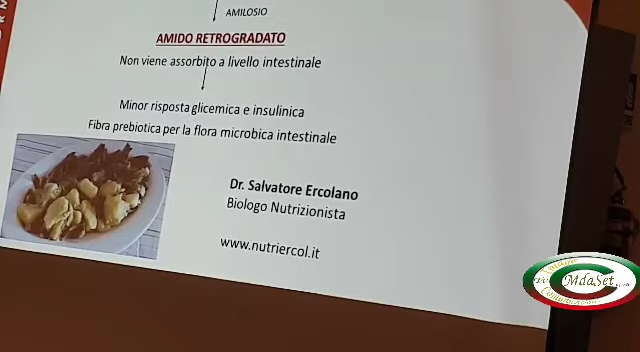 AMILOSIO
AMIDO RETROGRADATO
Non viene assorbito a livello intestinale
Minor risposta glicemica e insulinica
Fibra prebiotica per la flora microbica intestinale
Dr. Salvatore Ercolano
Biologo Nutrizionista
www.nutriercol.it
MdaSet